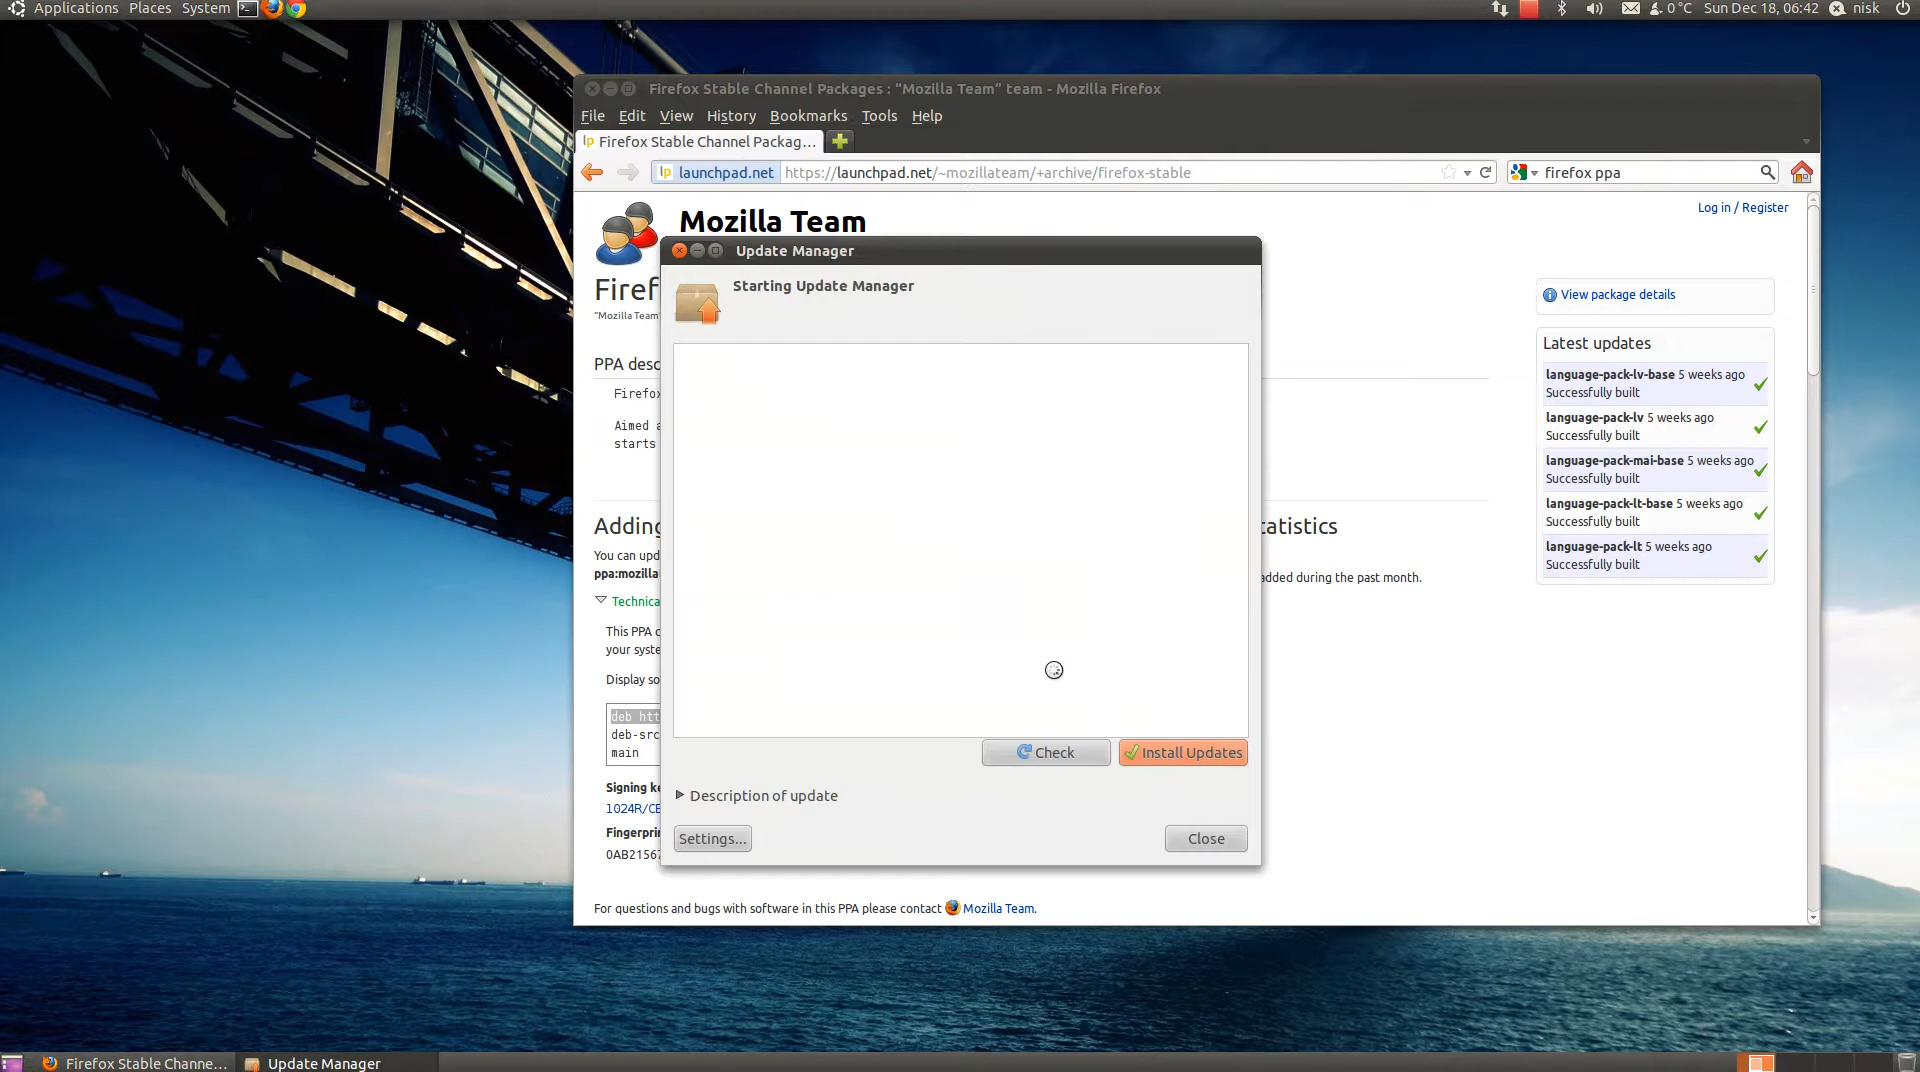 Applications Places System
0 °C Sun Dec 18, 06:42 nisk
Firefox Stable Channel Packages : “Mozilla Team” team - Mozilla Firefox
File Edit View History Bookmarks Tools Help
lp Firefox Stable Channel Packag...
lp launchpad.net https://launchpad.net/~mozillateam/+archive/firefox-stable
firefox ppa
Mozilla Team
Log in / Register
Update Manager
Starting Update Manager
Firef
“Mozilla Team”
View package details
PPA desc
Latest updates
Firefo
language-pack-lv-base 5 weeks ago
Successfully built
Aimed a
starts
language-pack-lv 5 weeks ago
Successfully built
language-pack-mai-base 5 weeks ago
Successfully built
language-pack-lt-base 5 weeks ago
Successfully built
language-pack-lt 5 weeks ago
Successfully built
Adding
tatistics
You can upd
ppa:mozilla
added during the past month.
Technica
This PPA c
your syste
Display so
deb htt
deb-src
main
Check
Install Updates
Signing ke
1024R/CE
Description of update
Fingerprin
0AB21567
Settings...
Close
For questions and bugs with software in this PPA please contact Mozilla Team.
Firefox Stable Channe...
Update Manager